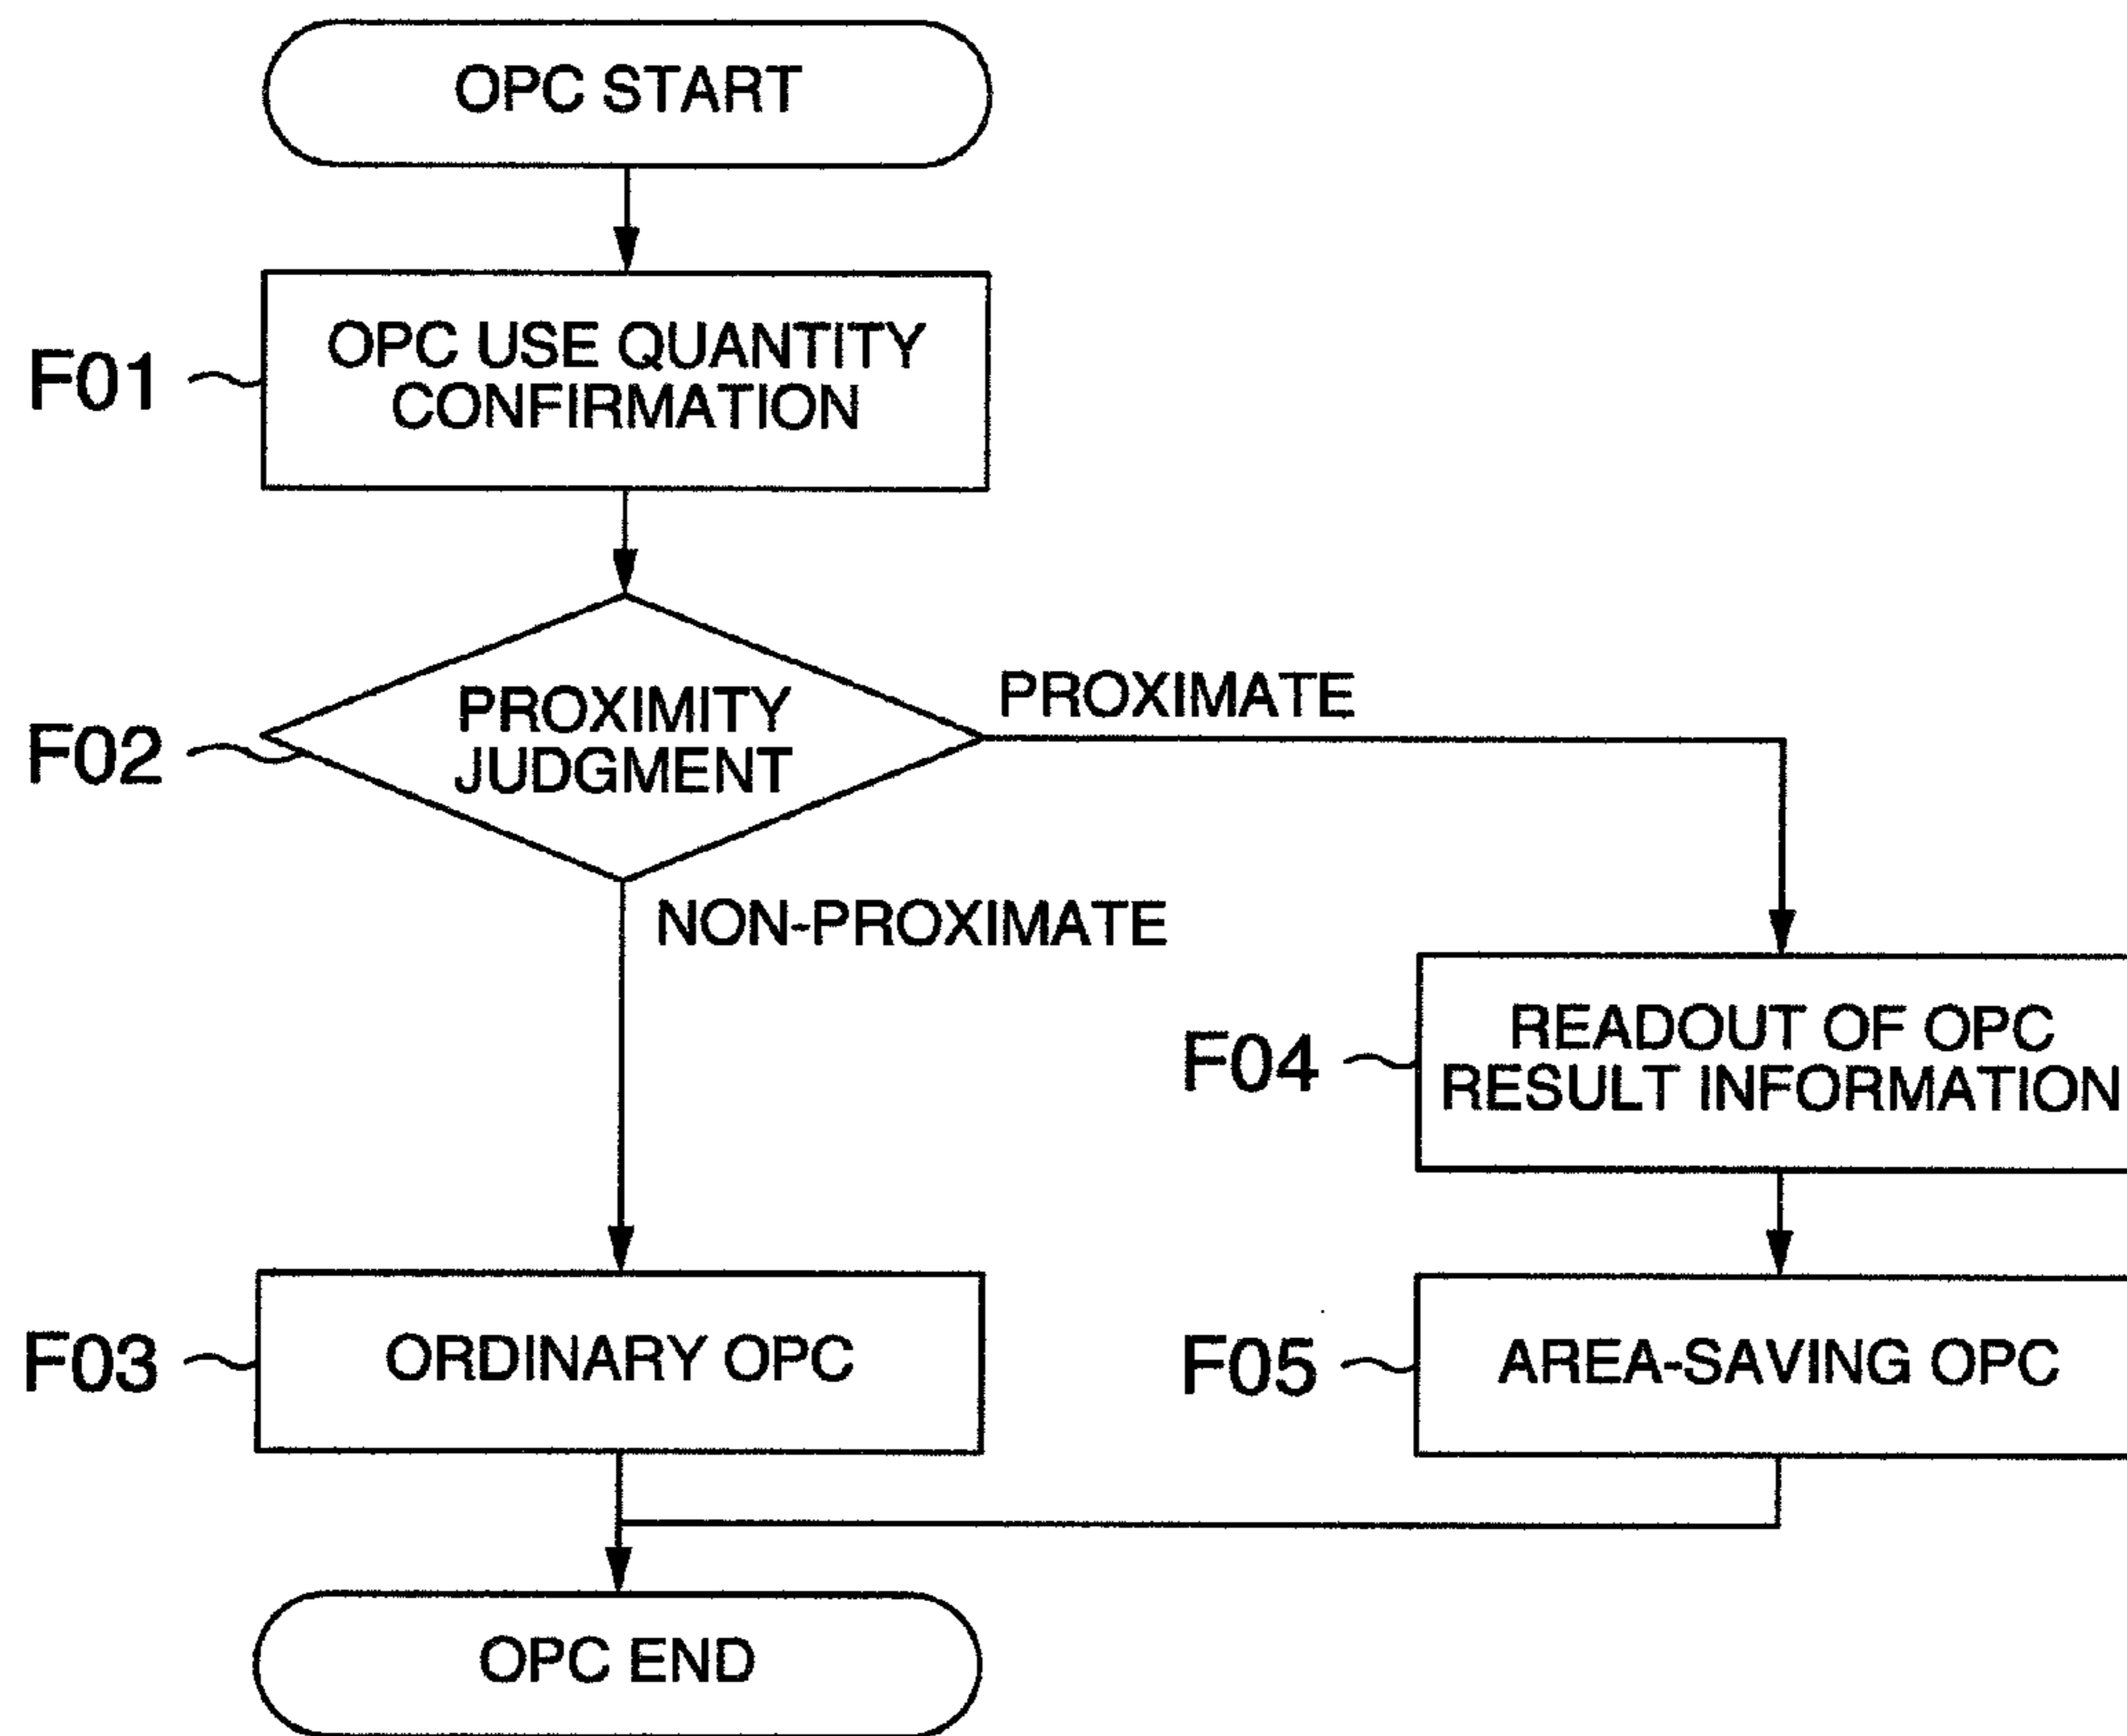 OPC START
F01
OPC USE QUANTITY
CONFIRMATION
F02
PROXIMITY
JUDGMENT
PROXIMATE
NON-PROXIMATE
F04
READOUT OF OPC
RESULT INFORMATION
F03
ORDINARY OPC
F05
AREA-SAVING OPC
OPC END